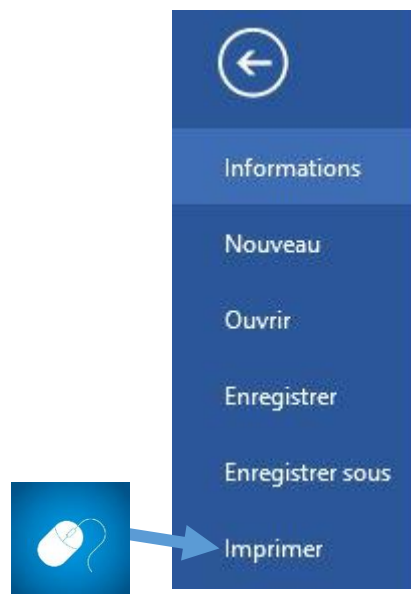 Informations
Nouveau
Ouvrir
Enregistrer
Enregistrer sous
Imprimer